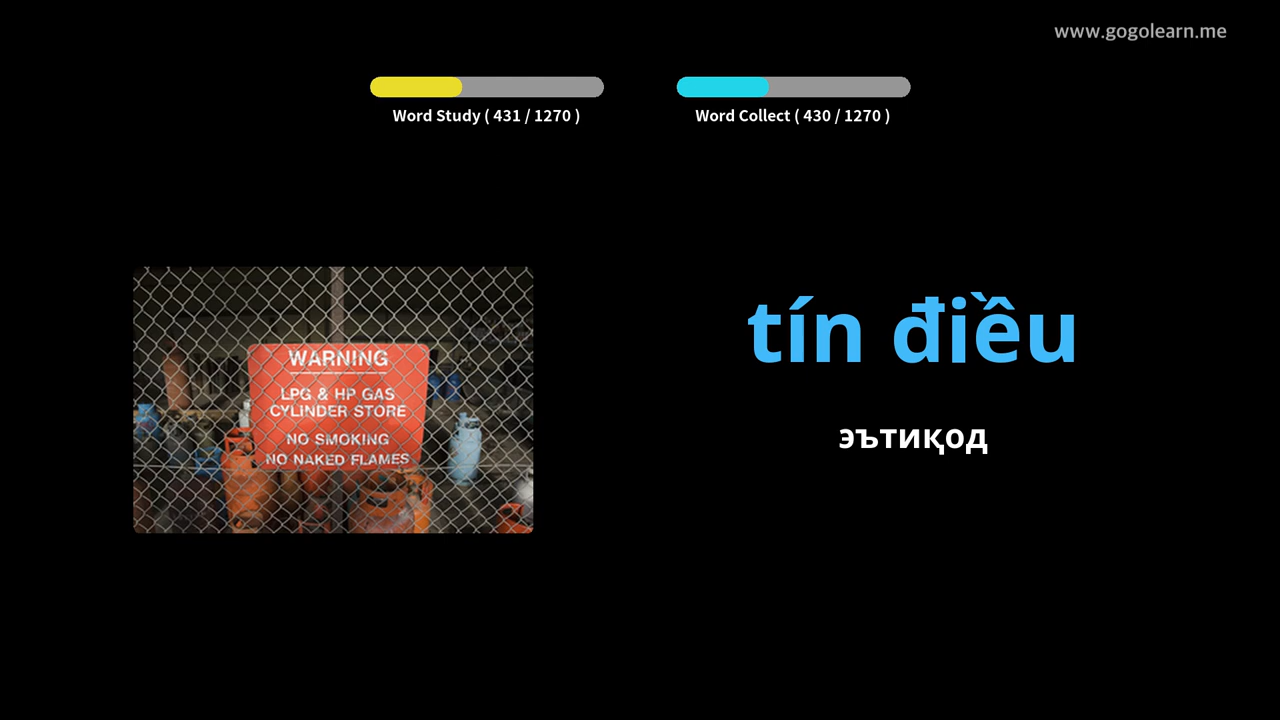 www.gogolearn.me
Word Study ( 431 / 1270 )
Word Collect ( 430 / 1270 )
WARNING
LPG & HP GAS
CYLINDER STORE
NO SMOKING
NO NAKED FLAMES
tín điều
эътиқод